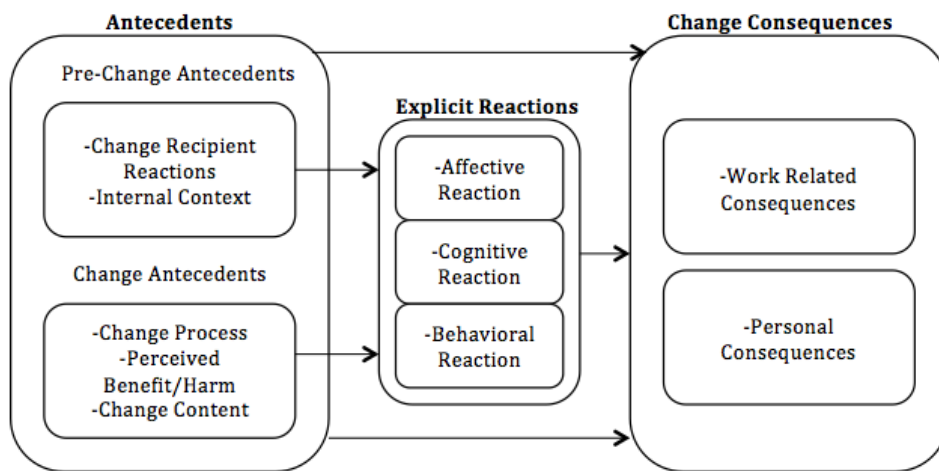 Antecedents
Pre-Change Antecedents
-Change Recipient
Reactions
-Internal Context
Change Antecedents
-Change Process
-Perceived
Benefit/Harm
-Change Content
Explicit Reactions
-Affective
Reaction
-Cognitive
Reaction
-Behavioral
Reaction
Change Consequences
-Work Related
Consequences
-Personal
Consequences